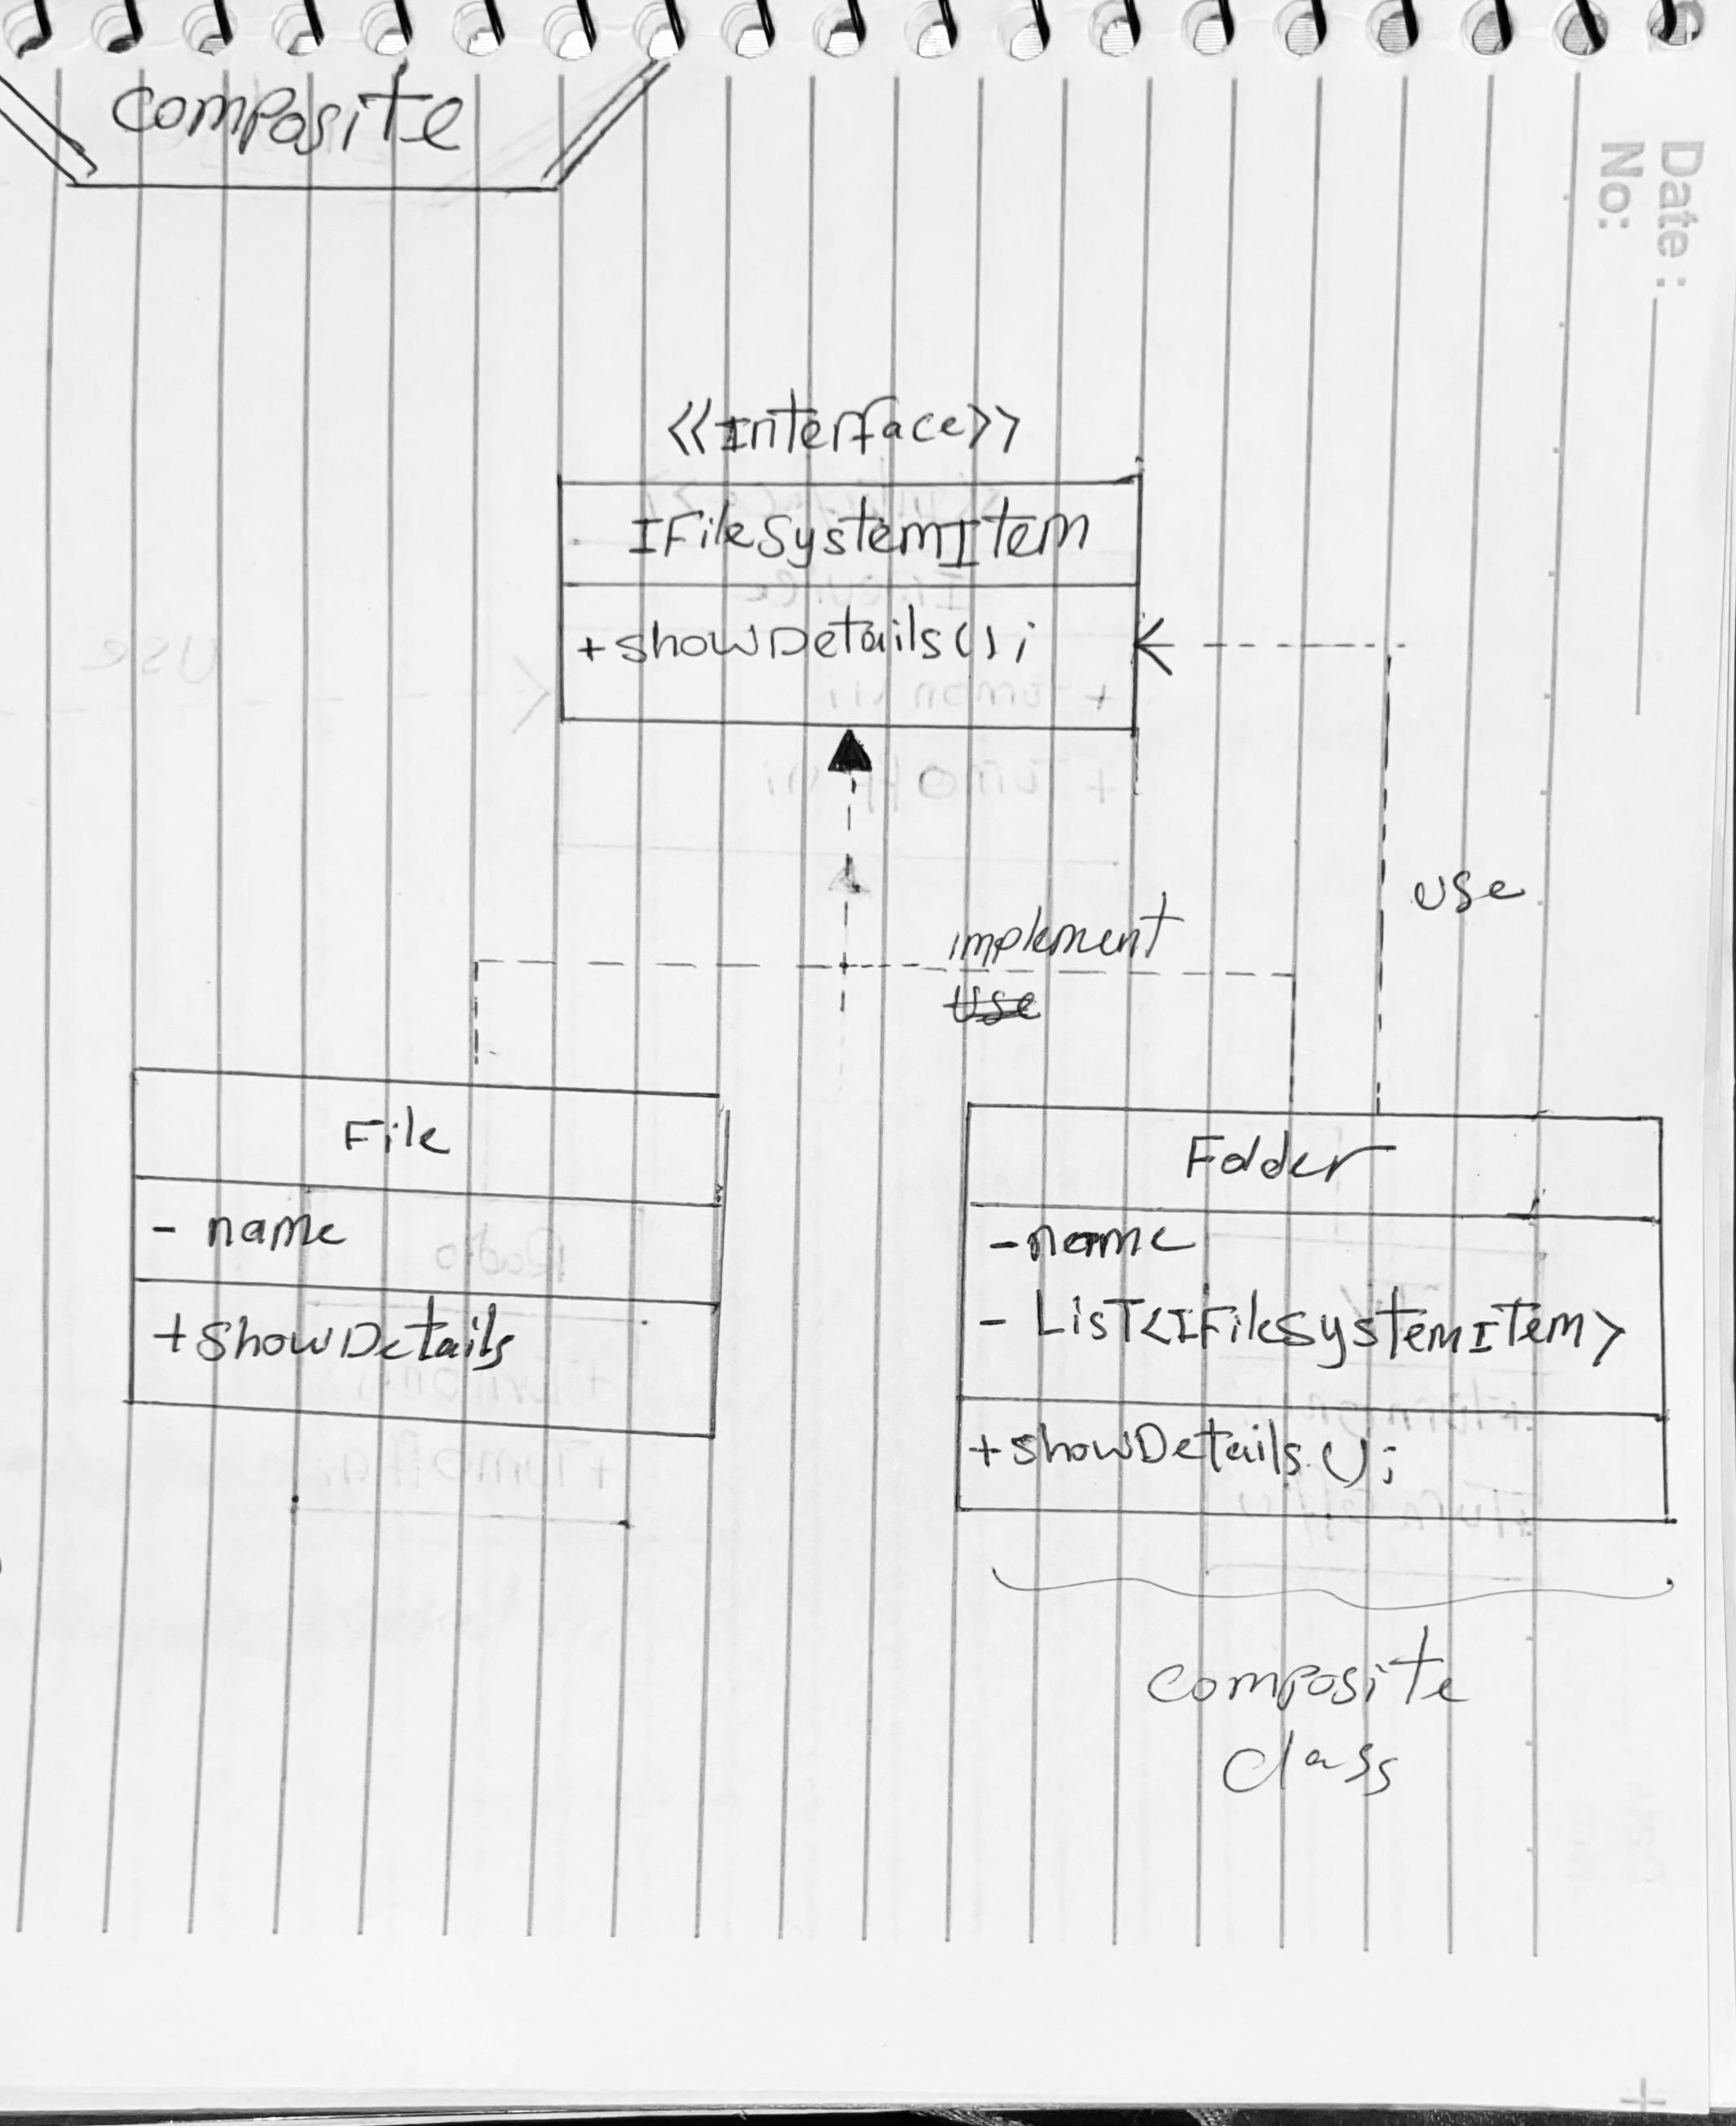 composite
Date :
No:
<<Interface>>
IFileSystemItem
+showDetails();
use
implement
use
File
- name
+showDetails
Folder
-name
- List<IFileSystemItem>
+showDetails();
composite
class